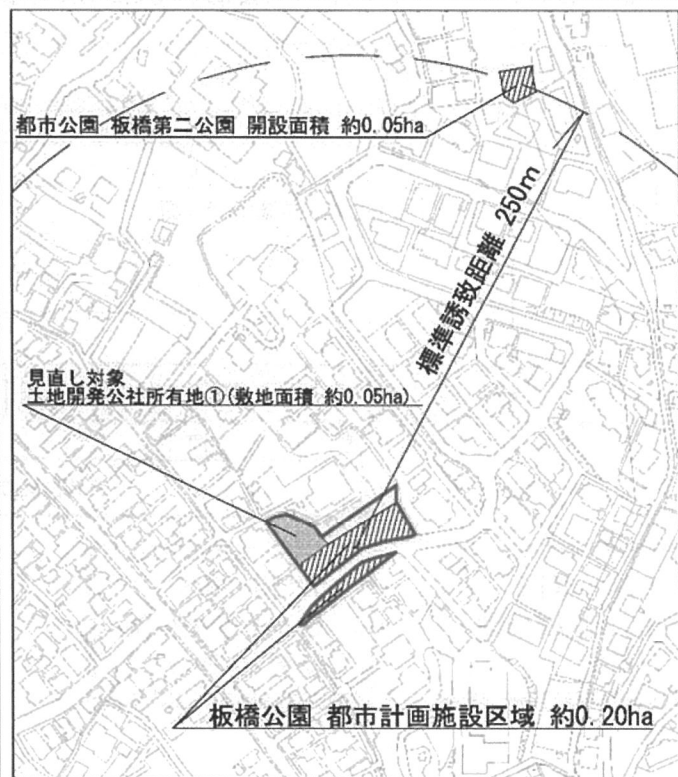 都市公園 板橋第二公園 開設面積 約0.05ha
標準誘致距離 250m
見直し対象
土地開発公社所有地①(敷地面積 約0.05ha)
板橋公園 都市計画施設区域 約0.20ha